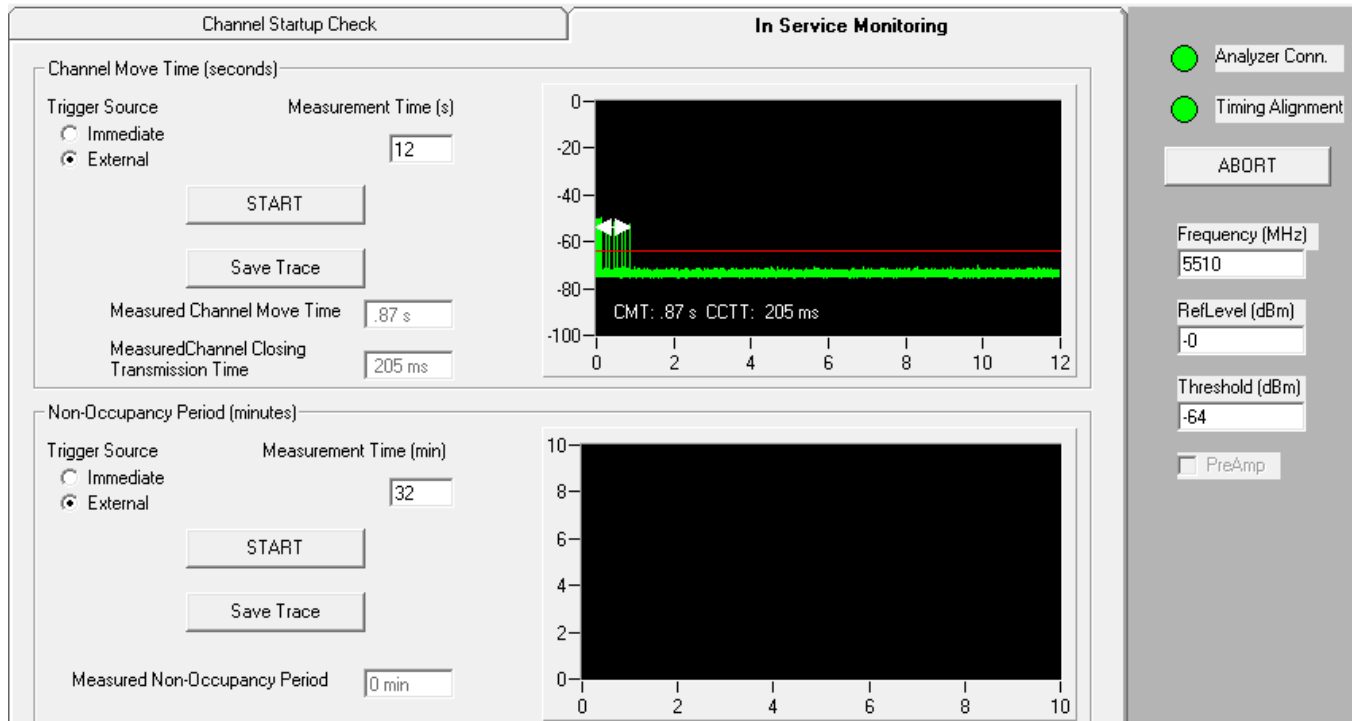 Channel Startup Check
In Service Monitoring
Channel Move Time (seconds)
Trigger Source
Immediate
External
Measurement Time (s)
12
START
Save Trace
Measured Channel Move Time
.87 s
MeasuredChannel Closing
Transmission Time
205 ms
0
-20
-40
-60
-80
-100
CMT: .87 s CCTT: 205 ms
0 2 4 6 8 10 12
Non-Occupancy Period (minutes)
Trigger Source
Immediate
External
Measurement Time (min)
32
START
Save Trace
Measured Non-Occupancy Period
0 min
10
8
6
4
2
0
0 2 4 6 8 10
Analyzer Conn.
Timing Alignment
ABORT
Frequency (MHz)
5510
RefLevel (dBm)
-0
Threshold (dBm)
-64
PreAmp